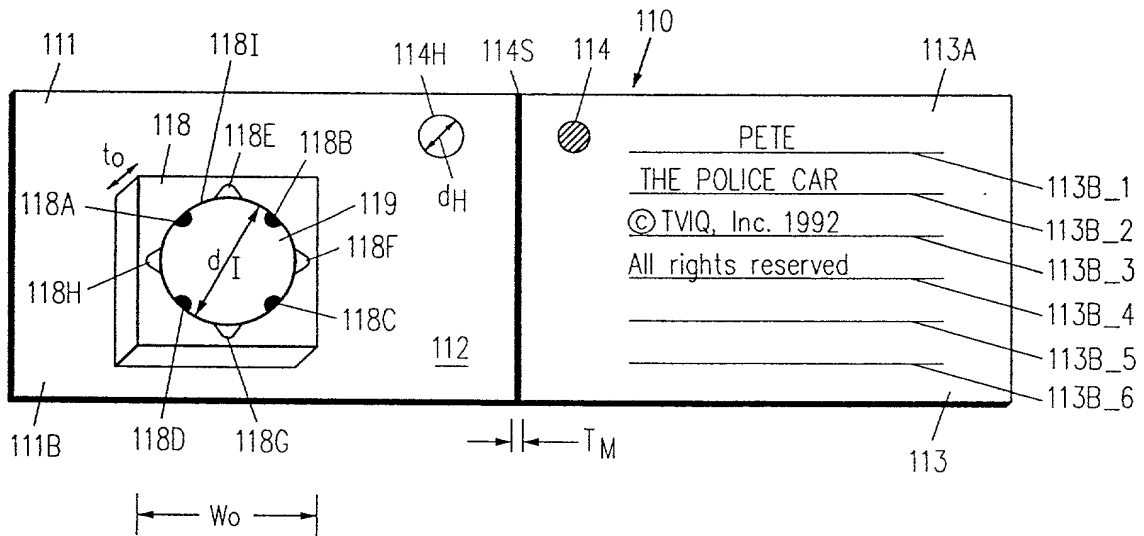 110
111 118I 114H 114S 114 113A
118 118E 118B
PETE
to
dH
113B_1
118A 119
THE POLICE CAR
113B_2
© TVIQ, Inc. 1992
dI 118F
113B_3
All rights reserved
118H
118C
113B_4
112
113B_5
113B_6
111B 118D 118G TM 113
Wo